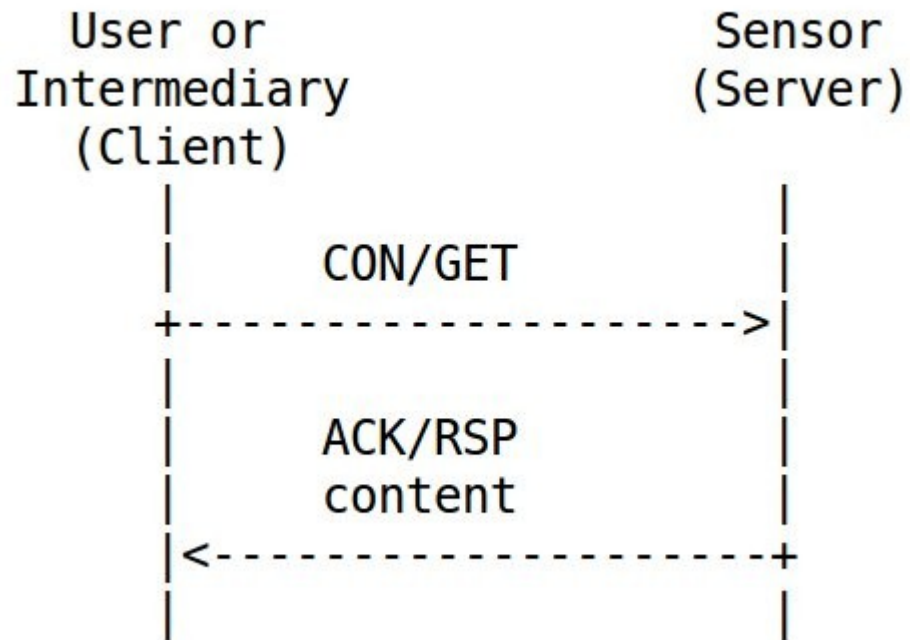 User or Sensor
Intermediary (Server)
(Client)
CON/GET
+-------------------->|
ACK/RSP
content
|<--------------------+